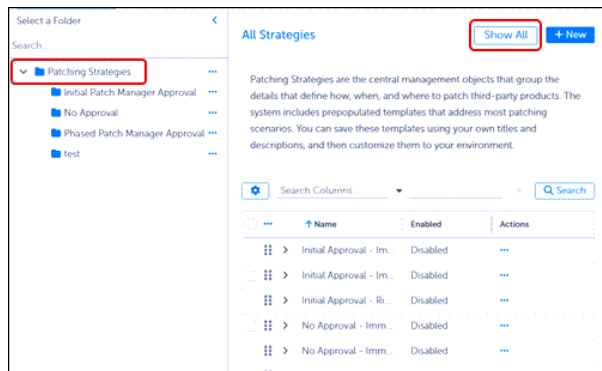 Select a Folder
Search...
Patching Strategies
Initial Patch Manager Approval
No Approval
Phased Patch Manager Approval
test
All Strategies
Show All
+ New
Patching Strategies are the central management objects that group the
details that define how, when, and where to patch third-party products. The
system includes prepopulated templates that address most patching
scenarios. You can save these templates using your own titles and
descriptions, and then customize them to your environment.
Search Columns...
Search
Name Enabled Actions
Initial Approval - Im... Disabled
Initial Approval - Im... Disabled
Initial Approval - Ri... Disabled
No Approval - Imm... Disabled
No Approval - Imm... Disabled